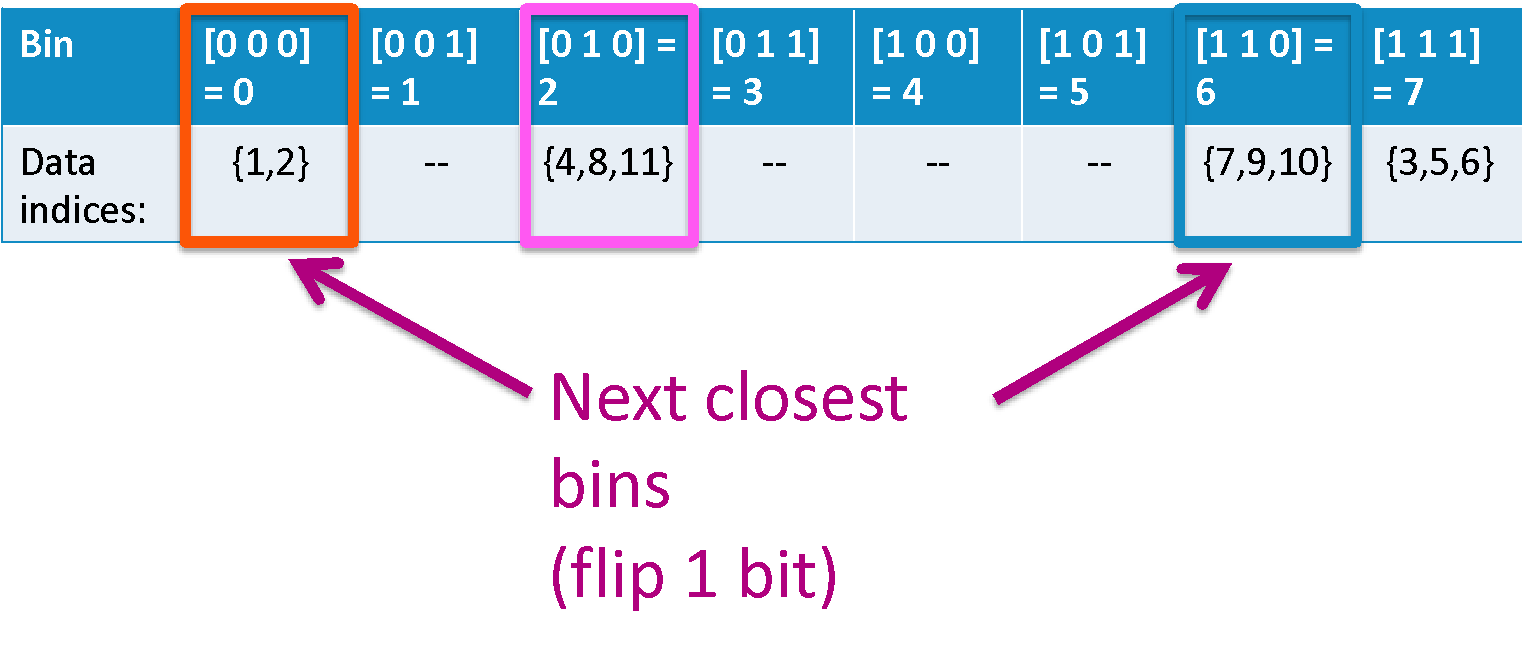 Bin [0 0 0] = 0 [0 0 1] = 1 [0 1 0] = 2 [0 1 1] = 3 [1 0 0] = 4 [1 0 1] = 5 [1 1 0] = 6 [1 1 1] = 7
Data indices: {1,2} -- {4,8,11} -- -- -- {7,9,10} {3,5,6}
Next closest
bins
(flip 1 bit)